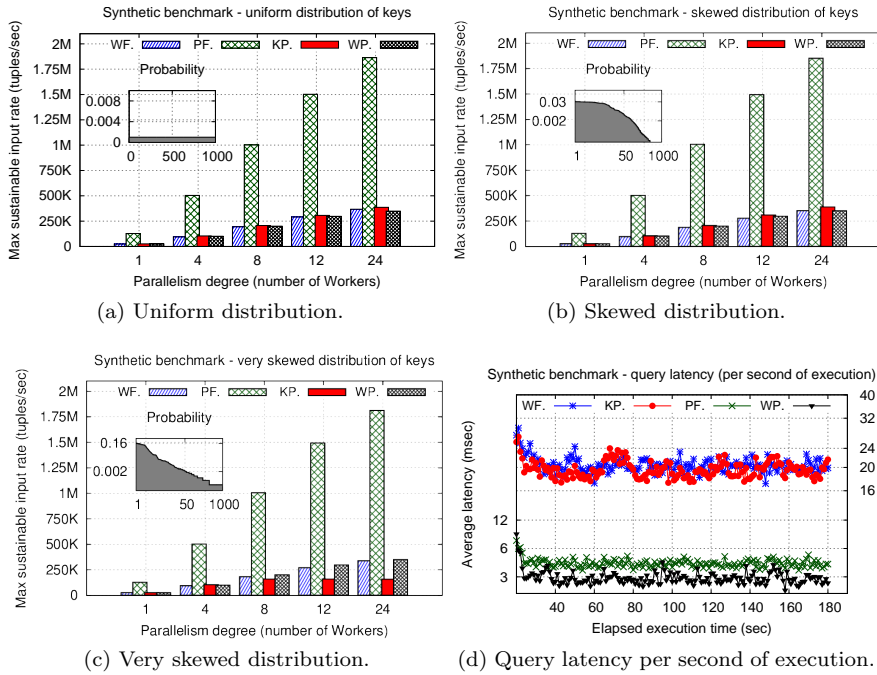 Synthetic benchmark - uniform distribution of keys
Max sustainable input rate (tuples/sec)
2M
1.75M
1.5M
1.25M
1M
750K
500K
250K
0
WF. PF. KP. WP.
Probability
0.008
0.004
0
0 500 1000
1 4 8 12 24
Parallelism degree (number of Workers)
(a) Uniform distribution.
Synthetic benchmark - skewed distribution of keys
Max sustainable input rate (tuples/sec)
2M
1.75M
1.5M
1.25M
1M
750K
500K
250K
0
WF. PF. KP. WP.
Probability
0.03
0.002
1 50 1000
1 4 8 12 24
Parallelism degree (number of Workers)
(b) Skewed distribution.
Synthetic benchmark - very skewed distribution of keys
Max sustainable input rate (tuples/sec)
2M
1.75M
1.5M
1.25M
1M
750K
500K
250K
0
WF. PF. KP. WP.
Probability
0.16
0.002
1 50 1000
1 4 8 12 24
Parallelism degree (number of Workers)
(c) Very skewed distribution.
Synthetic benchmark - query latency (per second of execution)
Average latency (msec)
WF. KP. PF. WP.
40
32
28
24
20
16
12
6
3
24
20
16
40 60 80 100 120 140 160 180
Elapsed execution time (sec)
(d) Query latency per second of execution.